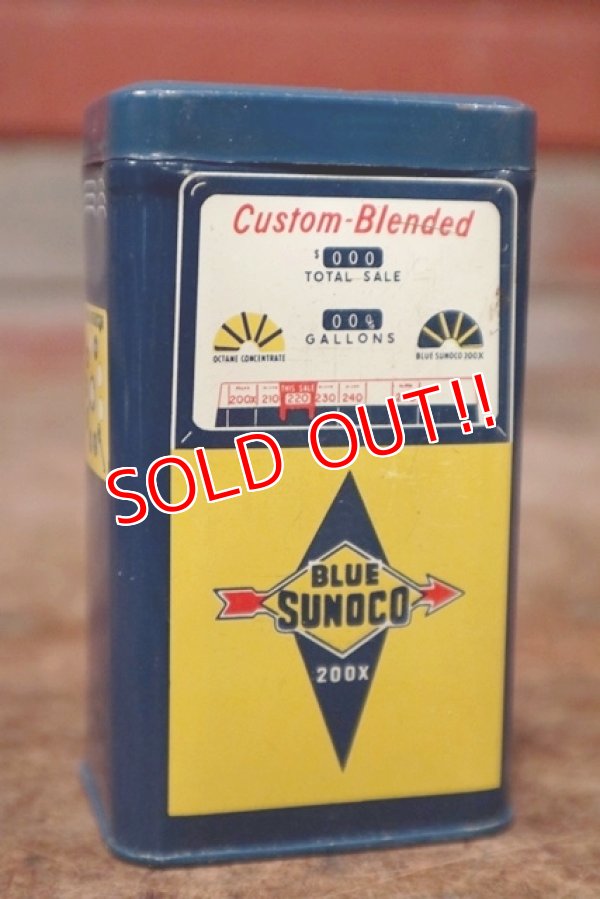 Custom-Blended
$ 000
TOTAL SALE
00
GALLONS
OCTANE CONCENTRATE
BLUE SUNOCO 200X
THIS SALE
200X 210 220 230 240
SOLD OUT!!
BLUE
SUNOCO
200X